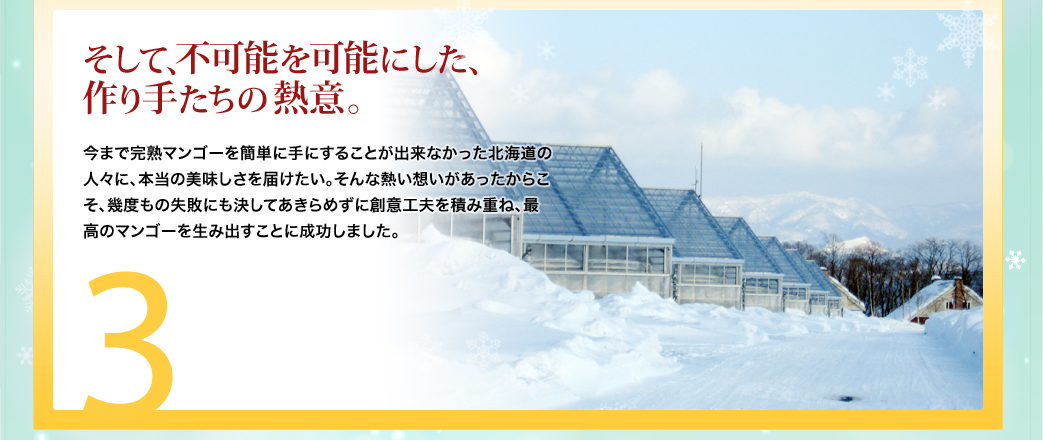 そして、不可能を可能にした、
作り手たちの熱意。
今まで完熟マンゴーを簡単に手にすることが出来なかった北海道の
人々に、本当の美味しさを届けたい。そんな熱い想いがあったからこ
そ、幾度もの失敗にも決してあきらめずに創意工夫を積み重ね、最
高のマンゴーを生み出すことに成功しました。
3